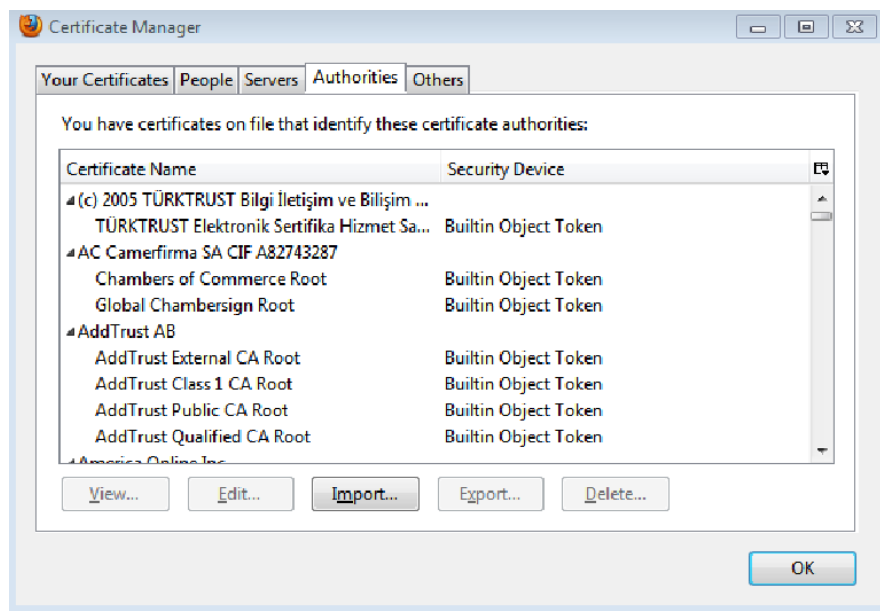 Certificate Manager
Your Certificates People Servers Authorities Others
You have certificates on file that identify these certificate authorities:
Certificate Name Security Device
(c) 2005 TÜRKTRUST Bilgi İletişim ve Bilişim ...
TÜRKTRUST Elektronik Sertifika Hizmet Sa... Builtin Object Token
AC Camerfirma SA CIF A82743287
Chambers of Commerce Root Builtin Object Token
Global Chambersign Root Builtin Object Token
AddTrust AB
AddTrust External CA Root Builtin Object Token
AddTrust Class 1 CA Root Builtin Object Token
AddTrust Public CA Root Builtin Object Token
AddTrust Qualified CA Root Builtin Object Token
America Online Inc
View... Edit... Import... Export... Delete...
OK